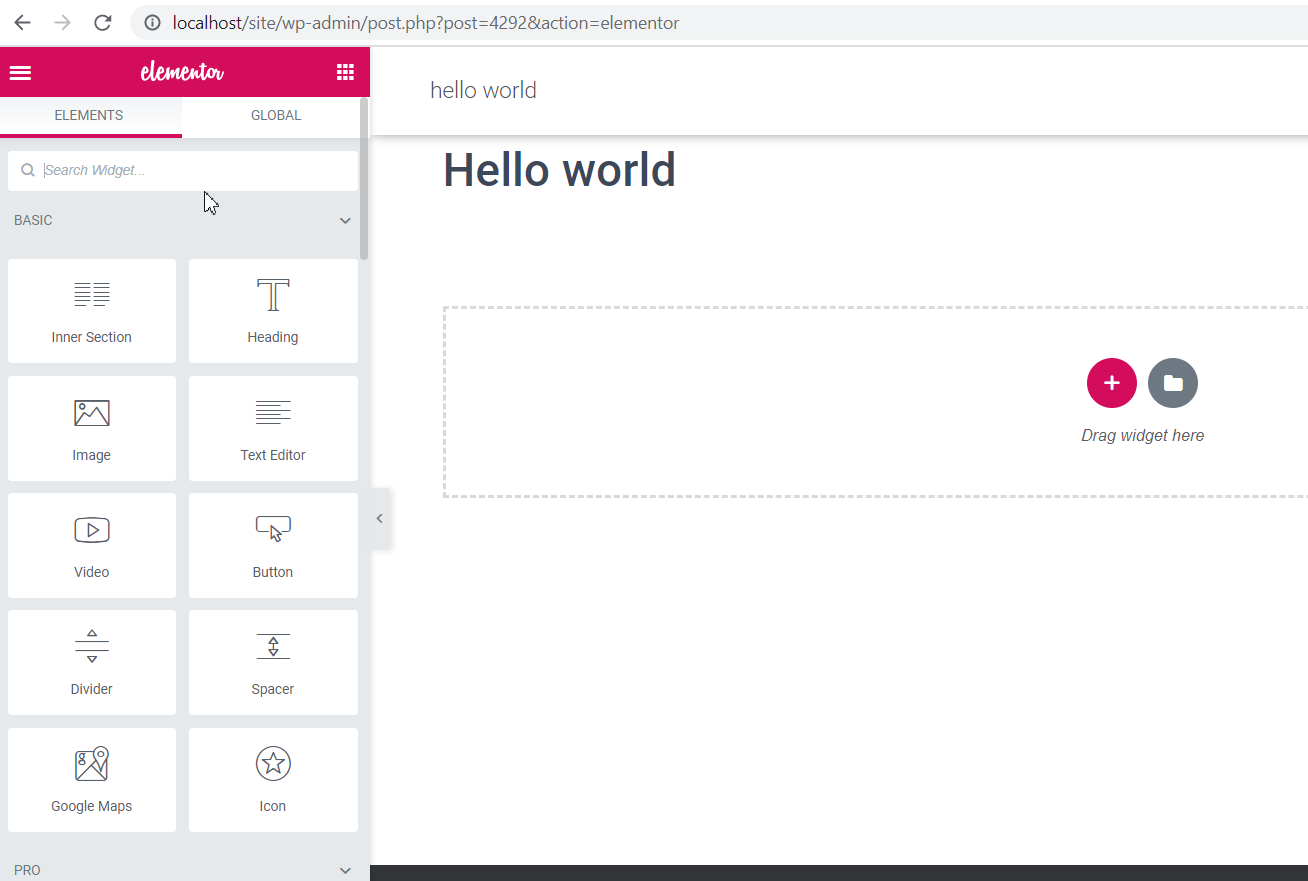 localhost/site/wp-admin/post.php?post=4292&action=elementor
elementor
ELEMENTS
GLOBAL
Search Widget...
BASIC
Inner Section
Heading
Image
Text Editor
Video
Button
Divider
Spacer
Google Maps
Icon
PRO
hello world
Hello world
Drag widget here